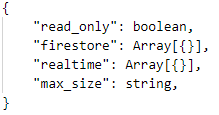 {
"read_only": boolean,
"firestore": Array[{}],
"realtime": Array[{}],
"max_size": string,
}